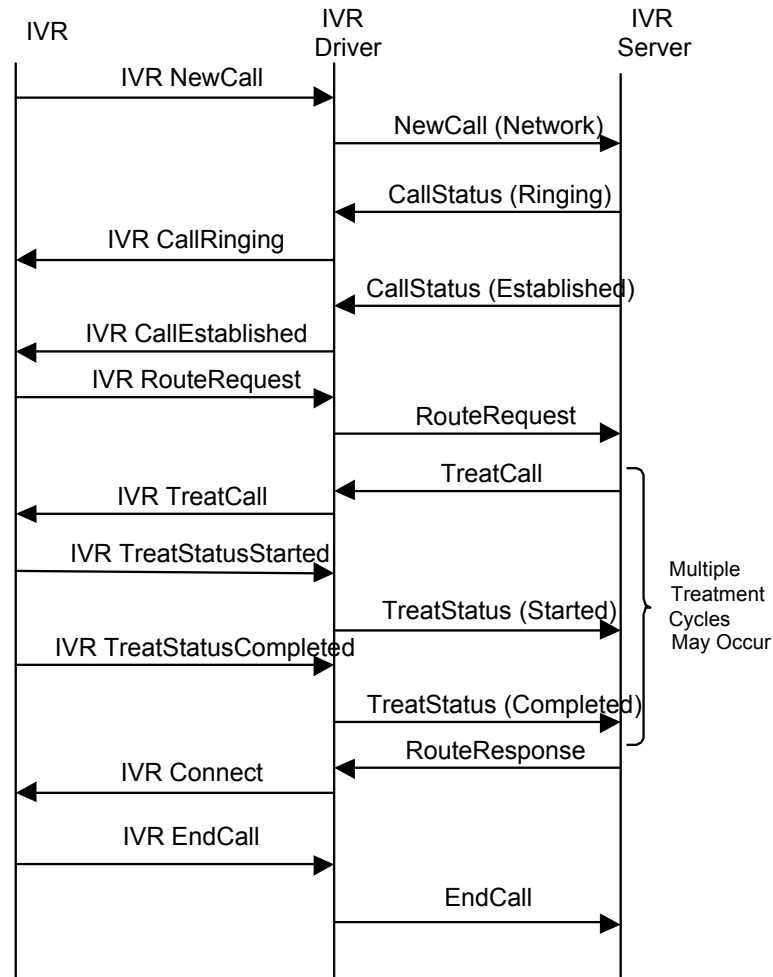 IVR
IVR
Driver
IVR
Server
IVR NewCall
NewCall (Network)
CallStatus (Ringing)
IVR CallRinging
CallStatus (Established)
IVR CallEstablished
IVR RouteRequest
RouteRequest
TreatCall
IVR TreatCall
IVR TreatStatusStarted
Multiple
Treatment
Cycles
May Occur
TreatStatus (Started)
IVR TreatStatusCompleted
TreatStatus (Completed)
RouteResponse
IVR Connect
IVR EndCall
EndCall